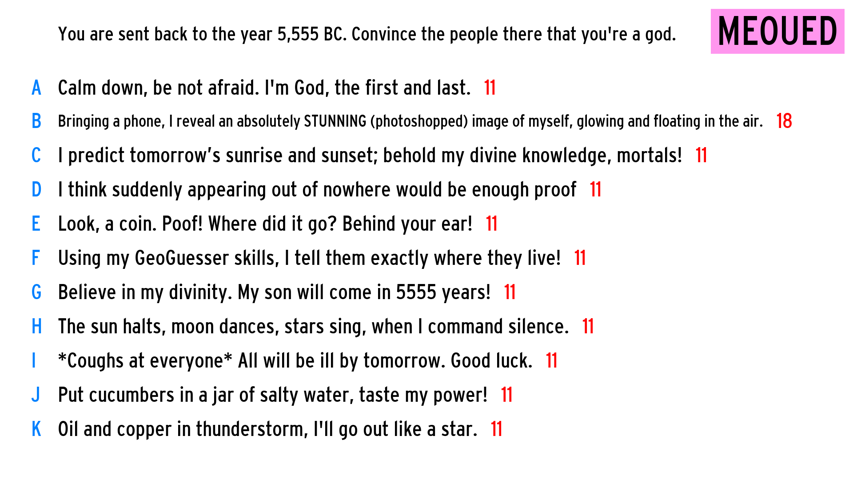 You are sent back to the year 5,555 BC. Convince the people there that you're a god. MEOUED
A Calm down, be not afraid. I'm God, the first and last. 11
B Bringing a phone, I reveal an absolutely STUNNING (photoshopped) image of myself, glowing and floating in the air. 18
C I predict tomorrow's sunrise and sunset; behold my divine knowledge, mortals! 11
D I think suddenly appearing out of nowhere would be enough proof 11
E Look, a coin. Poof! Where did it go? Behind your ear! 11
F Using my GeoGuesser skills, I tell them exactly where they live! 11
G Believe in my divinity. My son will come in 5555 years! 11
H The sun halts, moon dances, stars sing, when I command silence. 11
I *Coughs at everyone* All will be ill by tomorrow. Good luck. 11
J Put cucumbers in a jar of salty water, taste my power! 11
K Oil and copper in thunderstorm, I'll go out like a star. 11